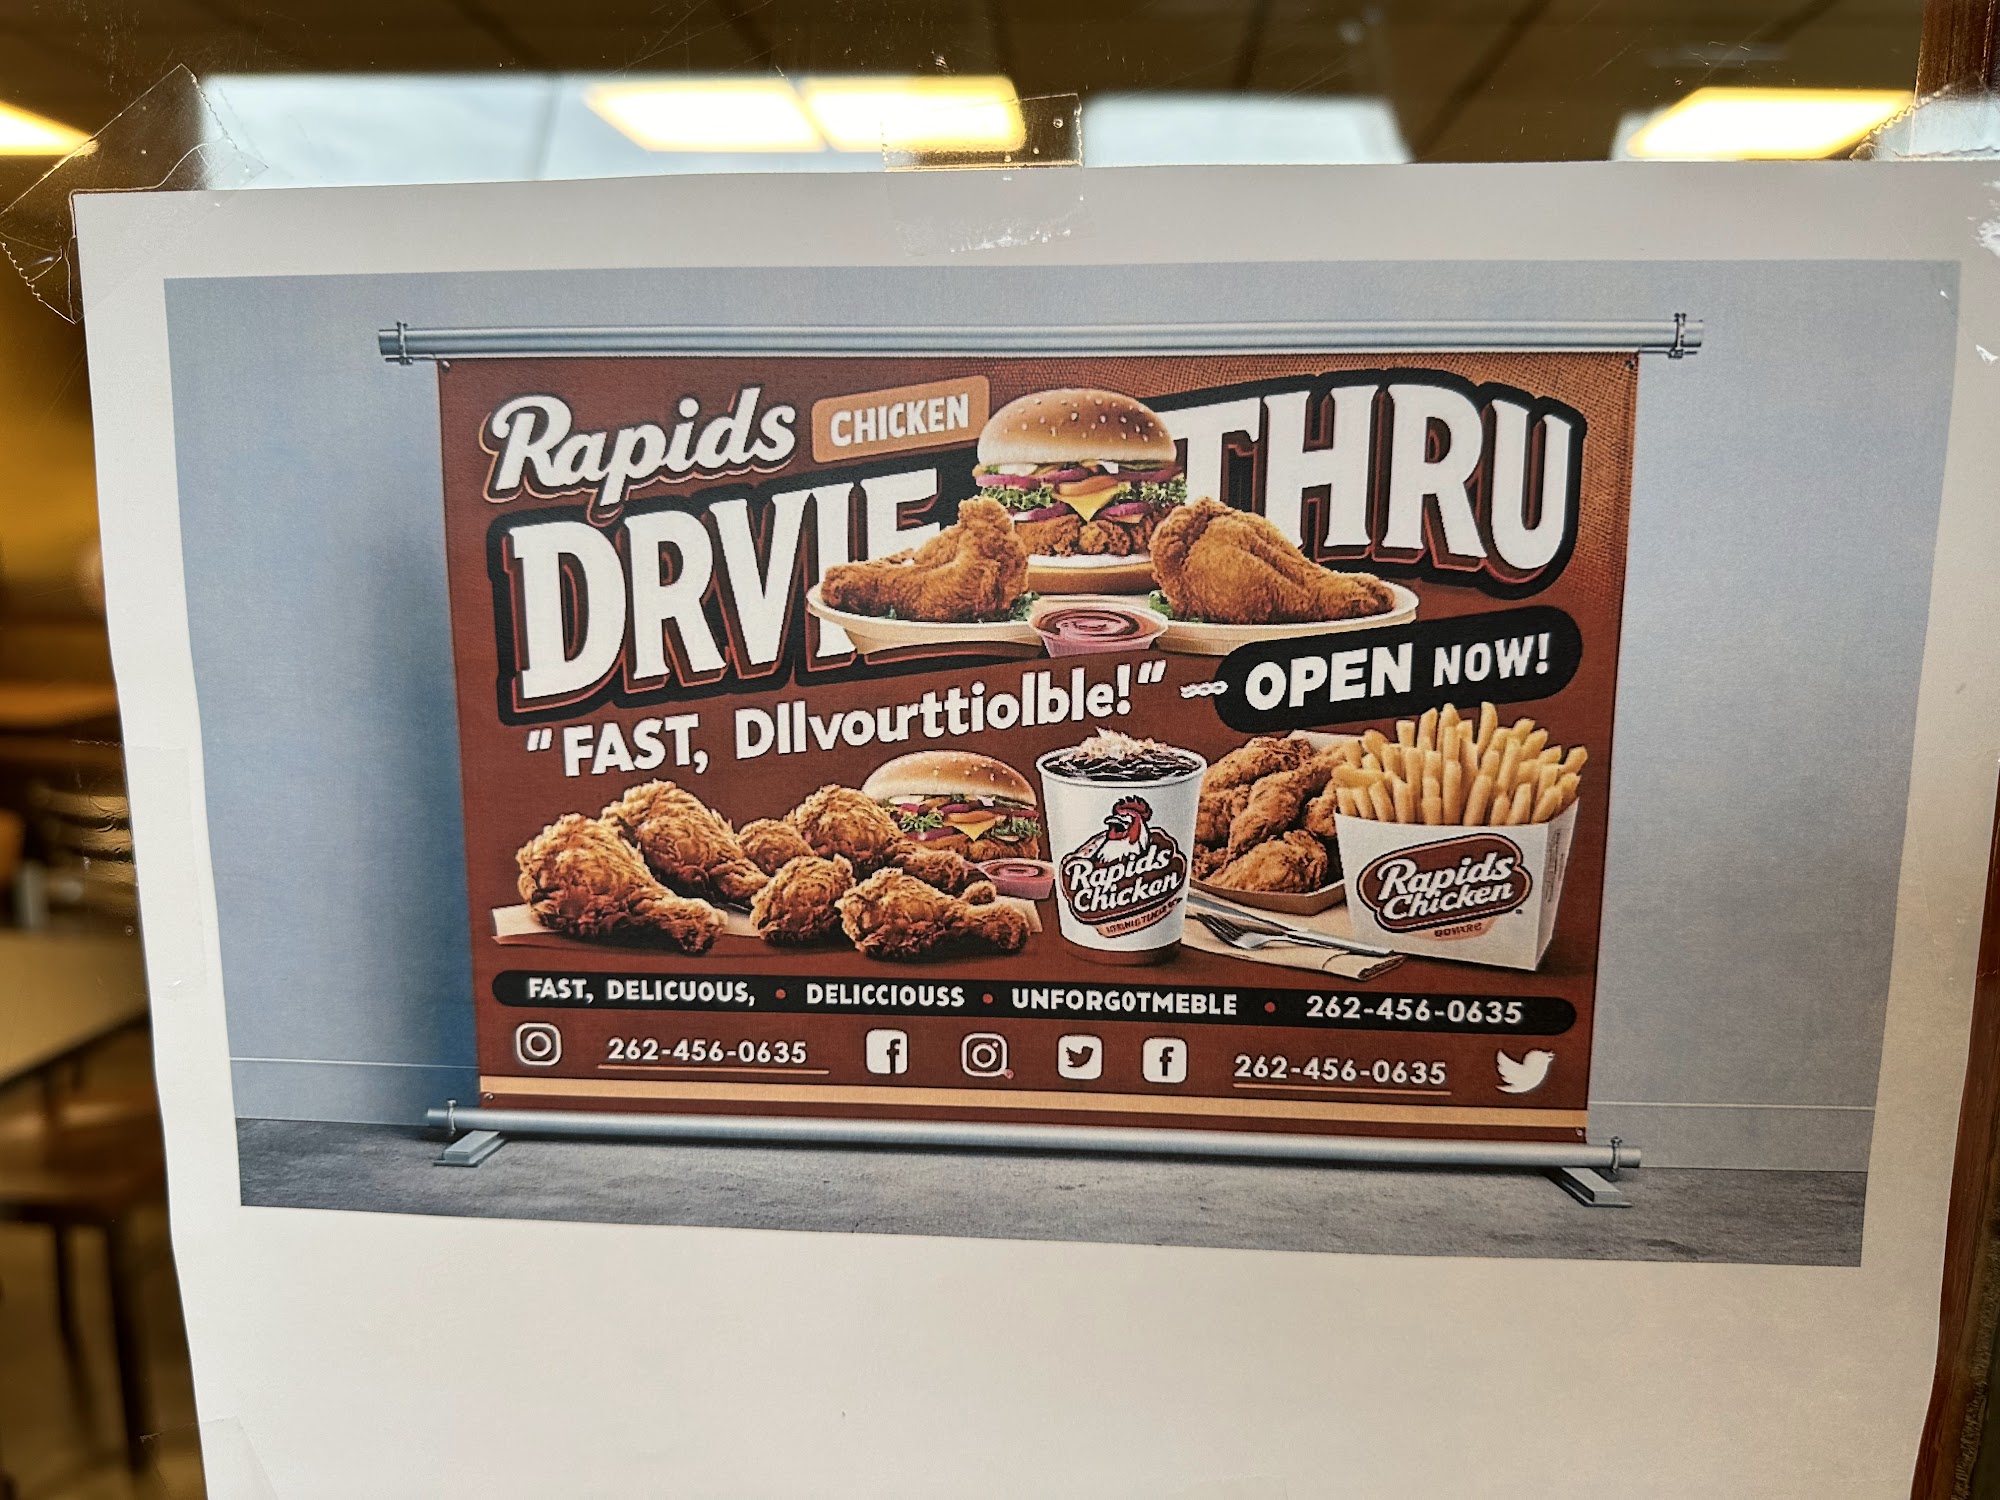 Rapids CHICKEN
DRVIE THRU
"FAST, Dllvourttiolble!" OPEN NOW!
Rapids
Chicken
Rapids
Chicken
FAST, DELICUOUS, • DELICCIOUSS • UNFORGOTMEBLE • 262-456-0635
262-456-0635 262-456-0635